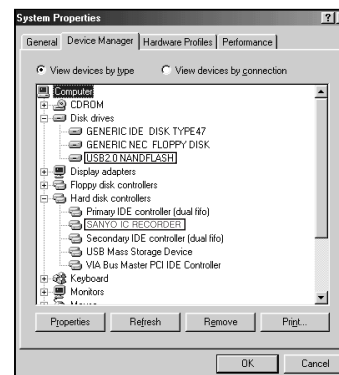 System Properties ?
General Device Manager Hardware Profiles Performance
View devices by type View devices by connection
Computer
CDROM
Disk drives
GENERIC IDE DISK TYPE47
GENERIC NEC FLOPPY DISK
USB2.0 NANDFLASH
Display adapters
Floppy disk controllers
Hard disk controllers
Primary IDE controller (dual fifo)
SANYO IC RECORDER
Secondary IDE controller (dual fifo)
USB Mass Storage Device
VIA Bus Master PCI IDE Controller
Keyboard
Monitors
Properties Refresh Remove Print...
OK Cancel